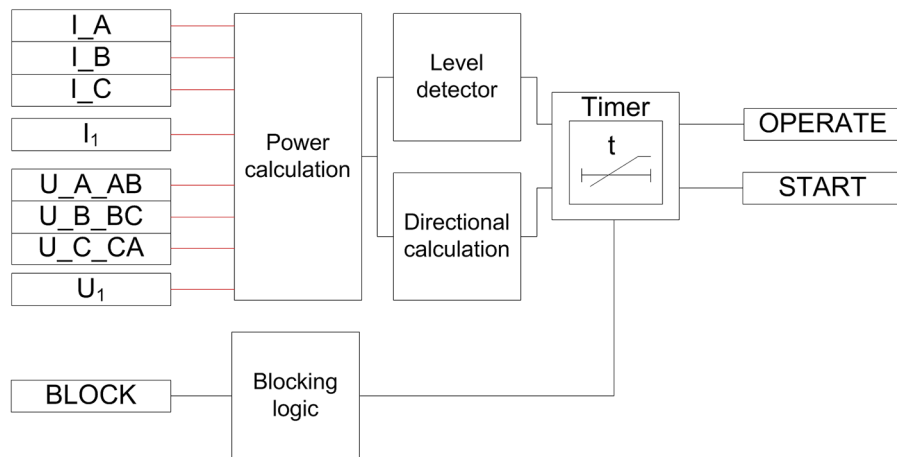 I_A
I_B
I_C
I₁
U_A_AB
U_B_BC
U_C_CA
U₁
BLOCK
Power
calculation
Blocking
logic
Level
detector
Directional
calculation
Timer
t
OPERATE
START